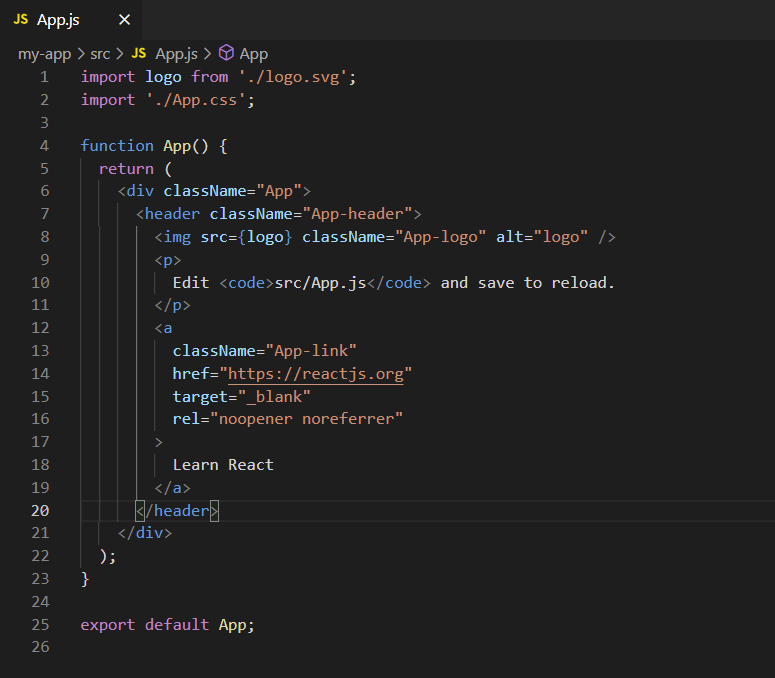 JS App.js ×
my-app > src > JS App.js > App
1 import logo from './logo.svg';
2 import './App.css';
3
4 function App() {
5   return (
6     <div className="App">
7       <header className="App-header">
8         <img src={logo} className="App-logo" alt="logo" />
9         <p>
10           Edit <code>src/App.js</code> and save to reload.
11         </p>
12         <a
13           className="App-link"
14           href="https://reactjs.org"
15           target="_blank"
16           rel="noopener noreferrer"
17         >
18           Learn React
19         </a>
20       </header>
21     </div>
22   );
23 }
24
25 export default App;
26